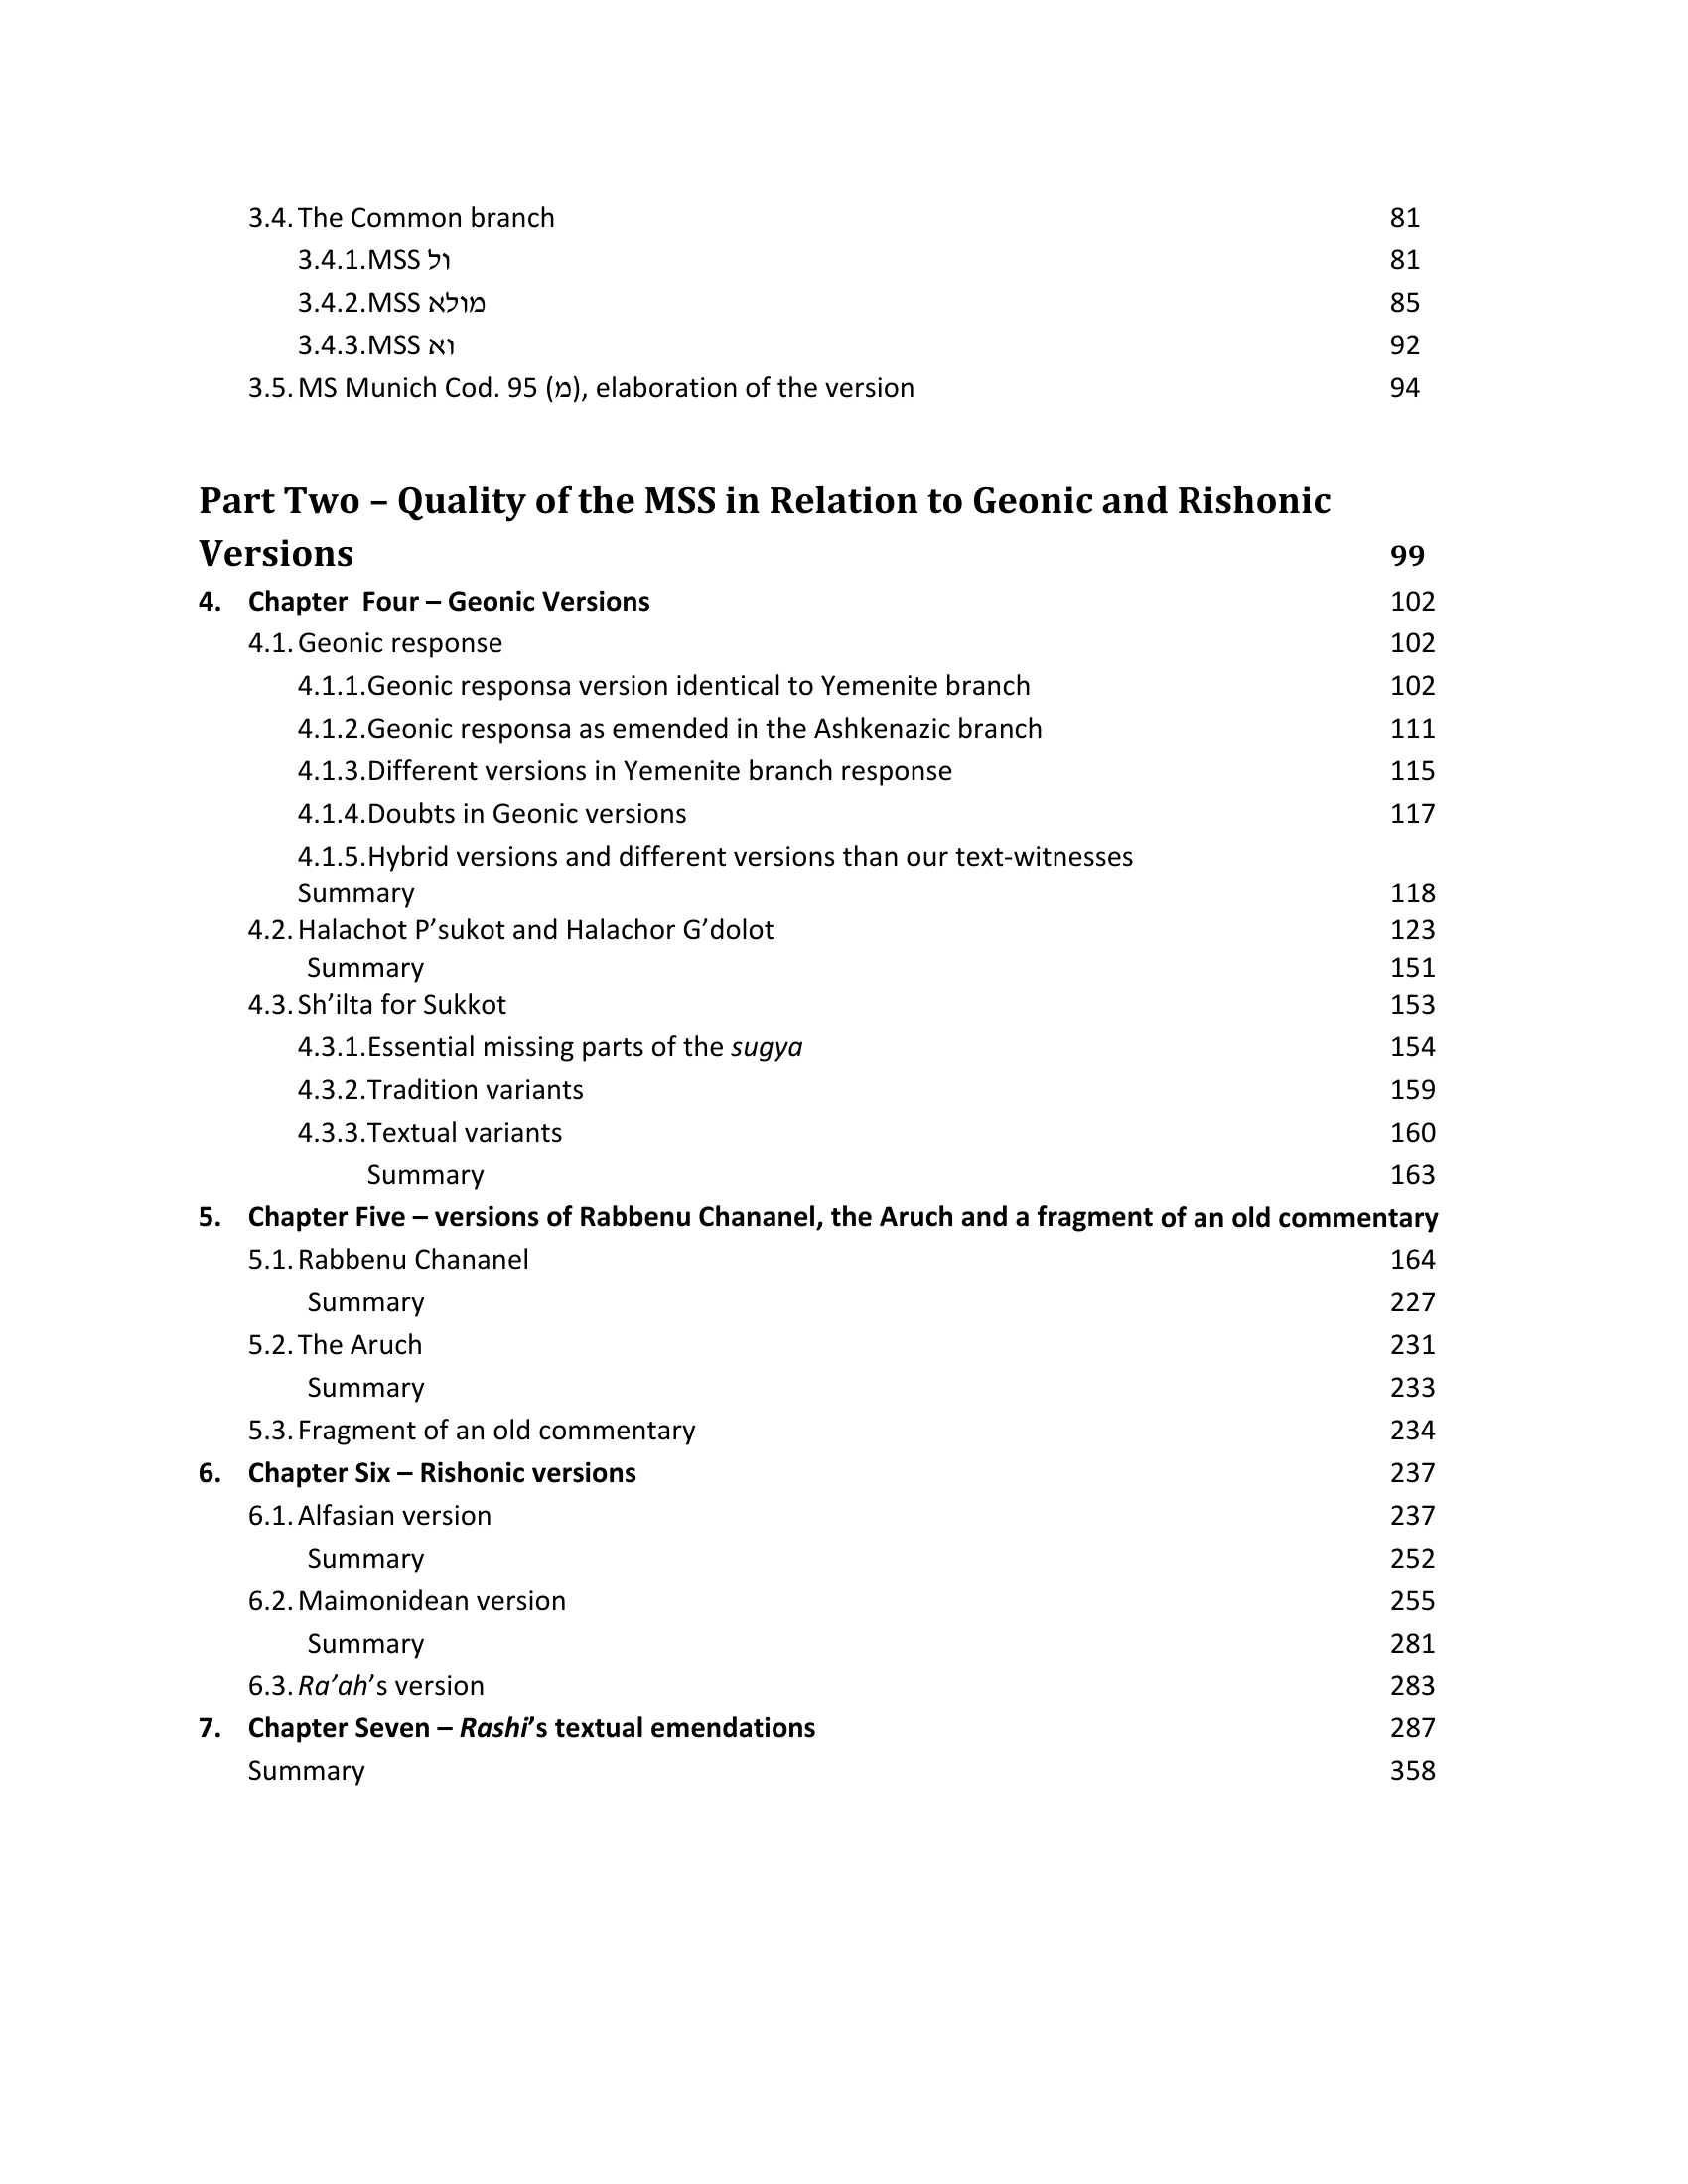 3.4. The Common branch 81
3.4.1. MSS ול 81
3.4.2. MSS מולא 85
3.4.3. MSS וא 92
3.5. MS Munich Cod. 95 (מ), elaboration of the version 94
Part Two – Quality of the MSS in Relation to Geonic and Rishonic
Versions 99
4. Chapter Four – Geonic Versions 102
4.1. Geonic response 102
4.1.1. Geonic responsa version identical to Yemenite branch 102
4.1.2. Geonic responsa as emended in the Ashkenazic branch 111
4.1.3. Different versions in Yemenite branch response 115
4.1.4. Doubts in Geonic versions 117
4.1.5. Hybrid versions and different versions than our text-witnesses
Summary 118
4.2. Halachot P’sukot and Halachor G’dolot 123
Summary 151
4.3. Sh’ilta for Sukkot 153
4.3.1. Essential missing parts of the sugya 154
4.3.2. Tradition variants 159
4.3.3. Textual variants 160
Summary 163
5. Chapter Five – versions of Rabbenu Chananel, the Aruch and a fragment of an old commentary
5.1. Rabbenu Chananel 164
Summary 227
5.2. The Aruch 231
Summary 233
5.3. Fragment of an old commentary 234
6. Chapter Six – Rishonic versions 237
6.1. Alfasian version 237
Summary 252
6.2. Maimonidean version 255
Summary 281
6.3. Ra’ah’s version 283
7. Chapter Seven – Rashi’s textual emendations 287
Summary 358